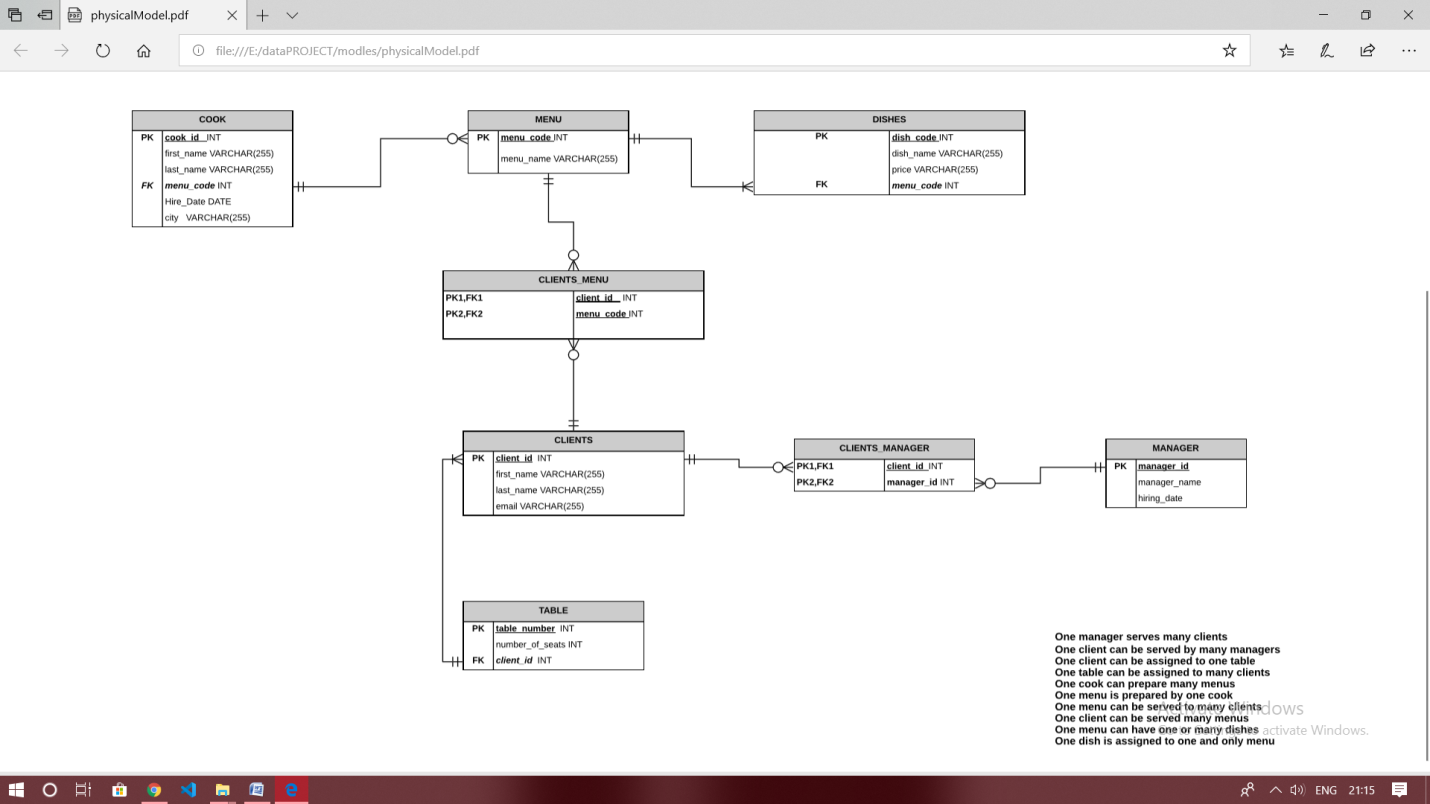 physicalModel.pdf
file:///E:/dataPROJECT/modles/physicalModel.pdf
COOK
PK cook_id INT
first_name VARCHAR(255)
last_name VARCHAR(255)
FK menu_code INT
Hire_Date DATE
city VARCHAR(255)
MENU
PK menu_code INT
menu_name VARCHAR(255)
DISHES
PK dish_code INT
dish_name VARCHAR(255)
price VARCHAR(255)
FK menu_code INT
CLIENTS_MENU
PK1,FK1 client_id INT
PK2,FK2 menu_code INT
CLIENTS
PK client_id INT
first_name VARCHAR(255)
last_name VARCHAR(255)
email VARCHAR(255)
CLIENTS_MANAGER
PK1,FK1 client_id INT
PK2,FK2 manager_id INT
MANAGER
PK manager_id
manager_name
hiring_date
TABLE
PK table_number INT
number_of_seats INT
FK client_id INT
One manager serves many clients
One client can be served by many managers
One client can be assigned to one table
One table can be assigned to many clients
One cook can prepare many menus
One menu is prepared by one cook
One menu can be served to many clients
One client can be served many menus
One menu can have one or many dishes
One dish is assigned to one and only menu
Activate Windows
Go to Settings to activate Windows.
ENG 21:15